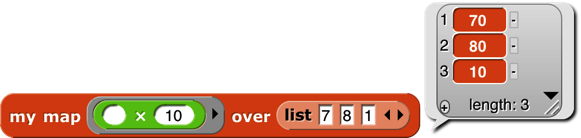 1 70 -
2 80 -
3 10 -
+ length: 3
my map × 10 over list 7 8 1